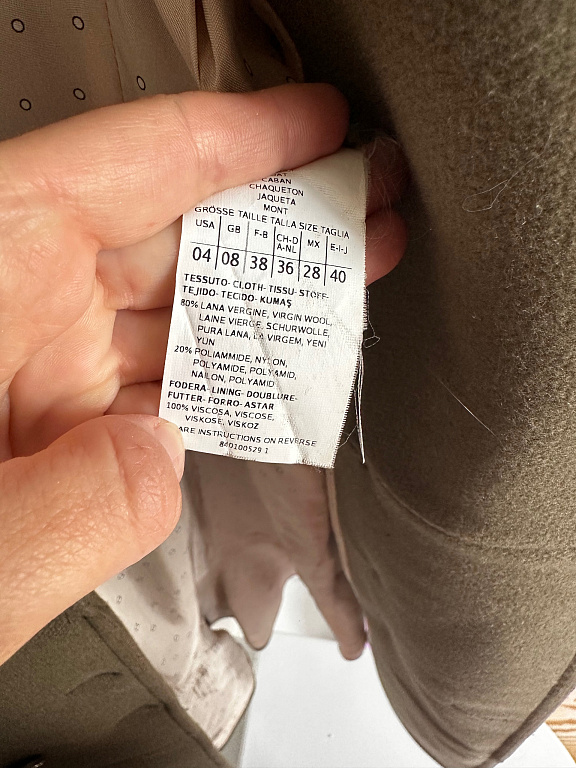 CABAN
CHAQUETON
JAQUETA
MONT
GRÖSSE TAILLE TALLA SIZE TAGLIA
USA GB F-B CH-D A-NL MX E-I-J
04 08 38 36 28 40
TESSUTO- CLOTH- TISSU- STOFF-
TEJIDO- TECIDO- KUMAŞ
80% LANA VERGINE, VIRGIN WOOL,
LAINE VIERGE, SCHURWOLLE,
PURA LANA, LA VIRGEM, YENI
YUN
20% POLIAMMIDE, NYLON,
POLYAMIDE, POLYAMID,
NAILON, POLYAMID
FODERA- LINING- DOUBLURE-
FUTTER- FORRO- ASTAR
100% VISCOSA, VISCOSE,
VISKOSE, VISKOZ
ARE INSTRUCTIONS ON REVERSE
840100529 1